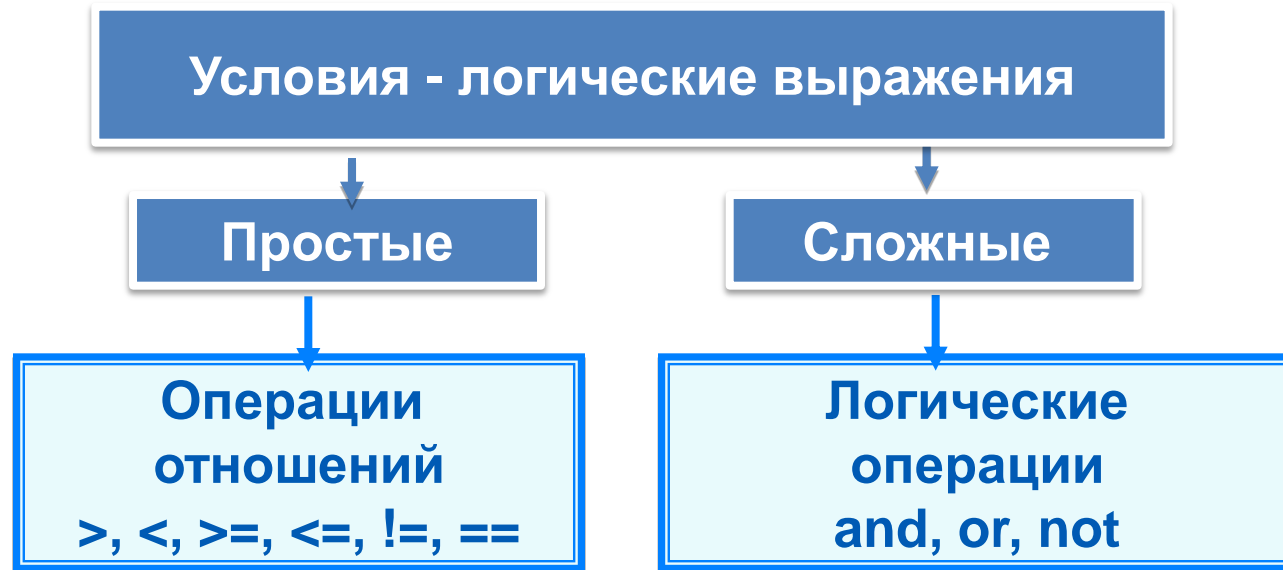 Условия - логические выражения
Простые
Сложные
Операции
отношений
>, <, >=, <=, !=, ==
Логические
операции
and, or, not